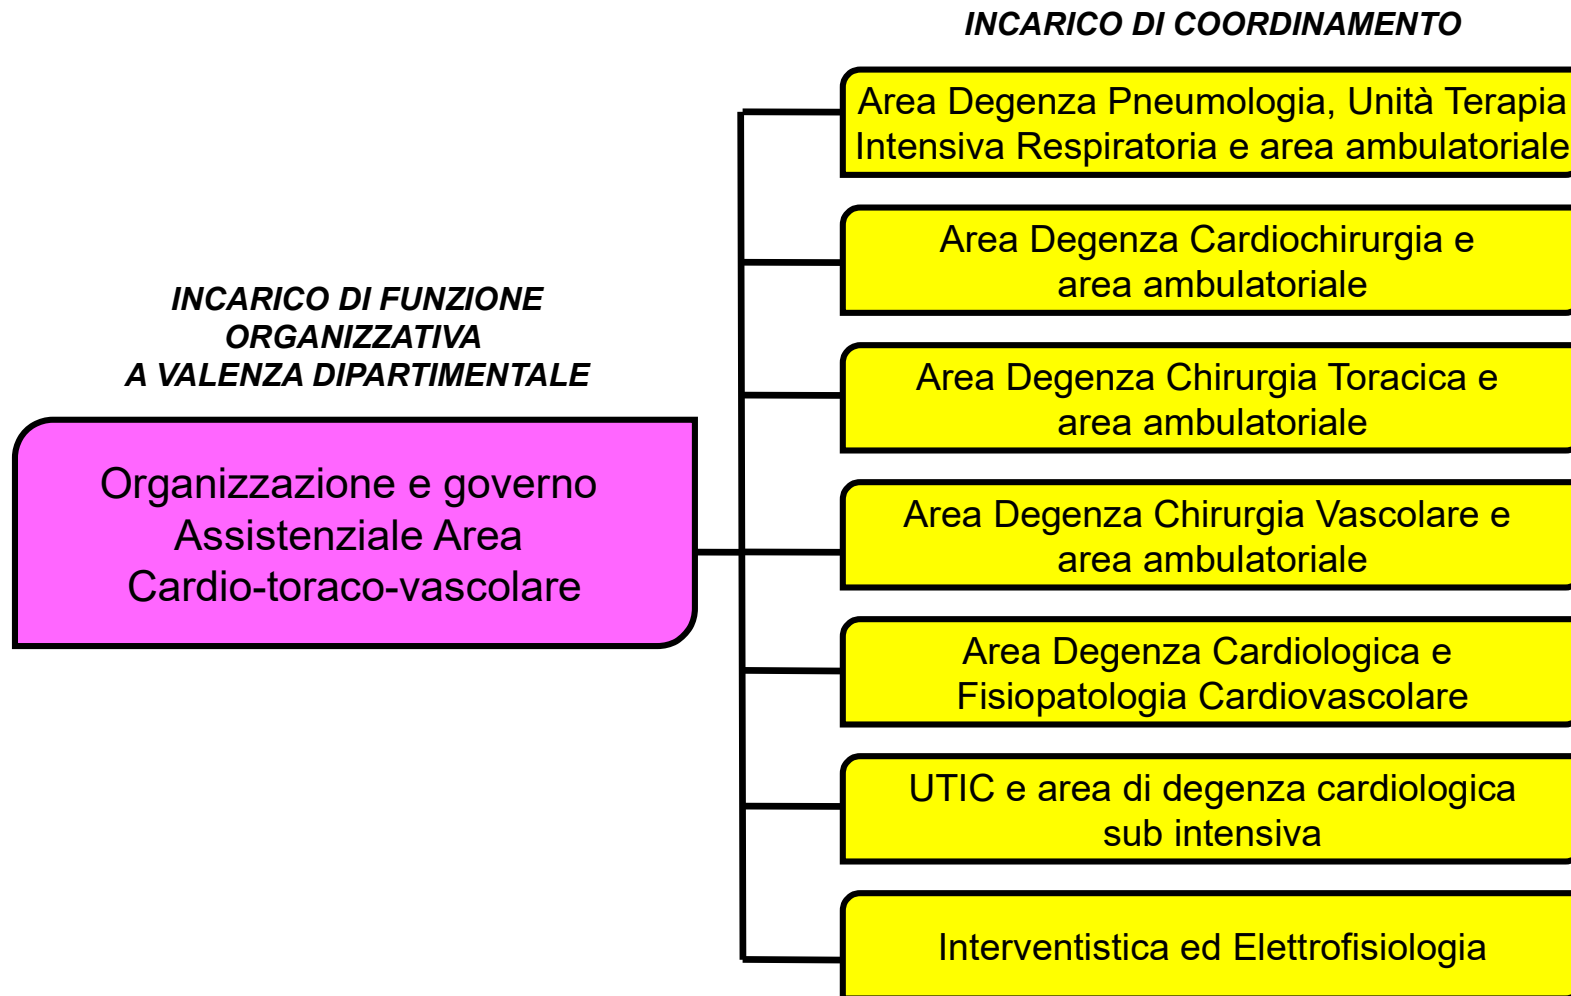 INCARICO DI COORDINAMENTO
Area Degenza Pneumologia, Unità Terapia
Intensiva Respiratoria e area ambulatoriale
Area Degenza Cardiochirurgia e
area ambulatoriale
INCARICO DI FUNZIONE
ORGANIZZATIVA
A VALENZA DIPARTIMENTALE
Area Degenza Chirurgia Toracica e
area ambulatoriale
Organizzazione e governo
Assistenziale Area
Cardio-toraco-vascolare
Area Degenza Chirurgia Vascolare e
area ambulatoriale
Area Degenza Cardiologica e
Fisiopatologia Cardiovascolare
UTIC e area di degenza cardiologica
sub intensiva
Interventistica ed Elettrofisiologia